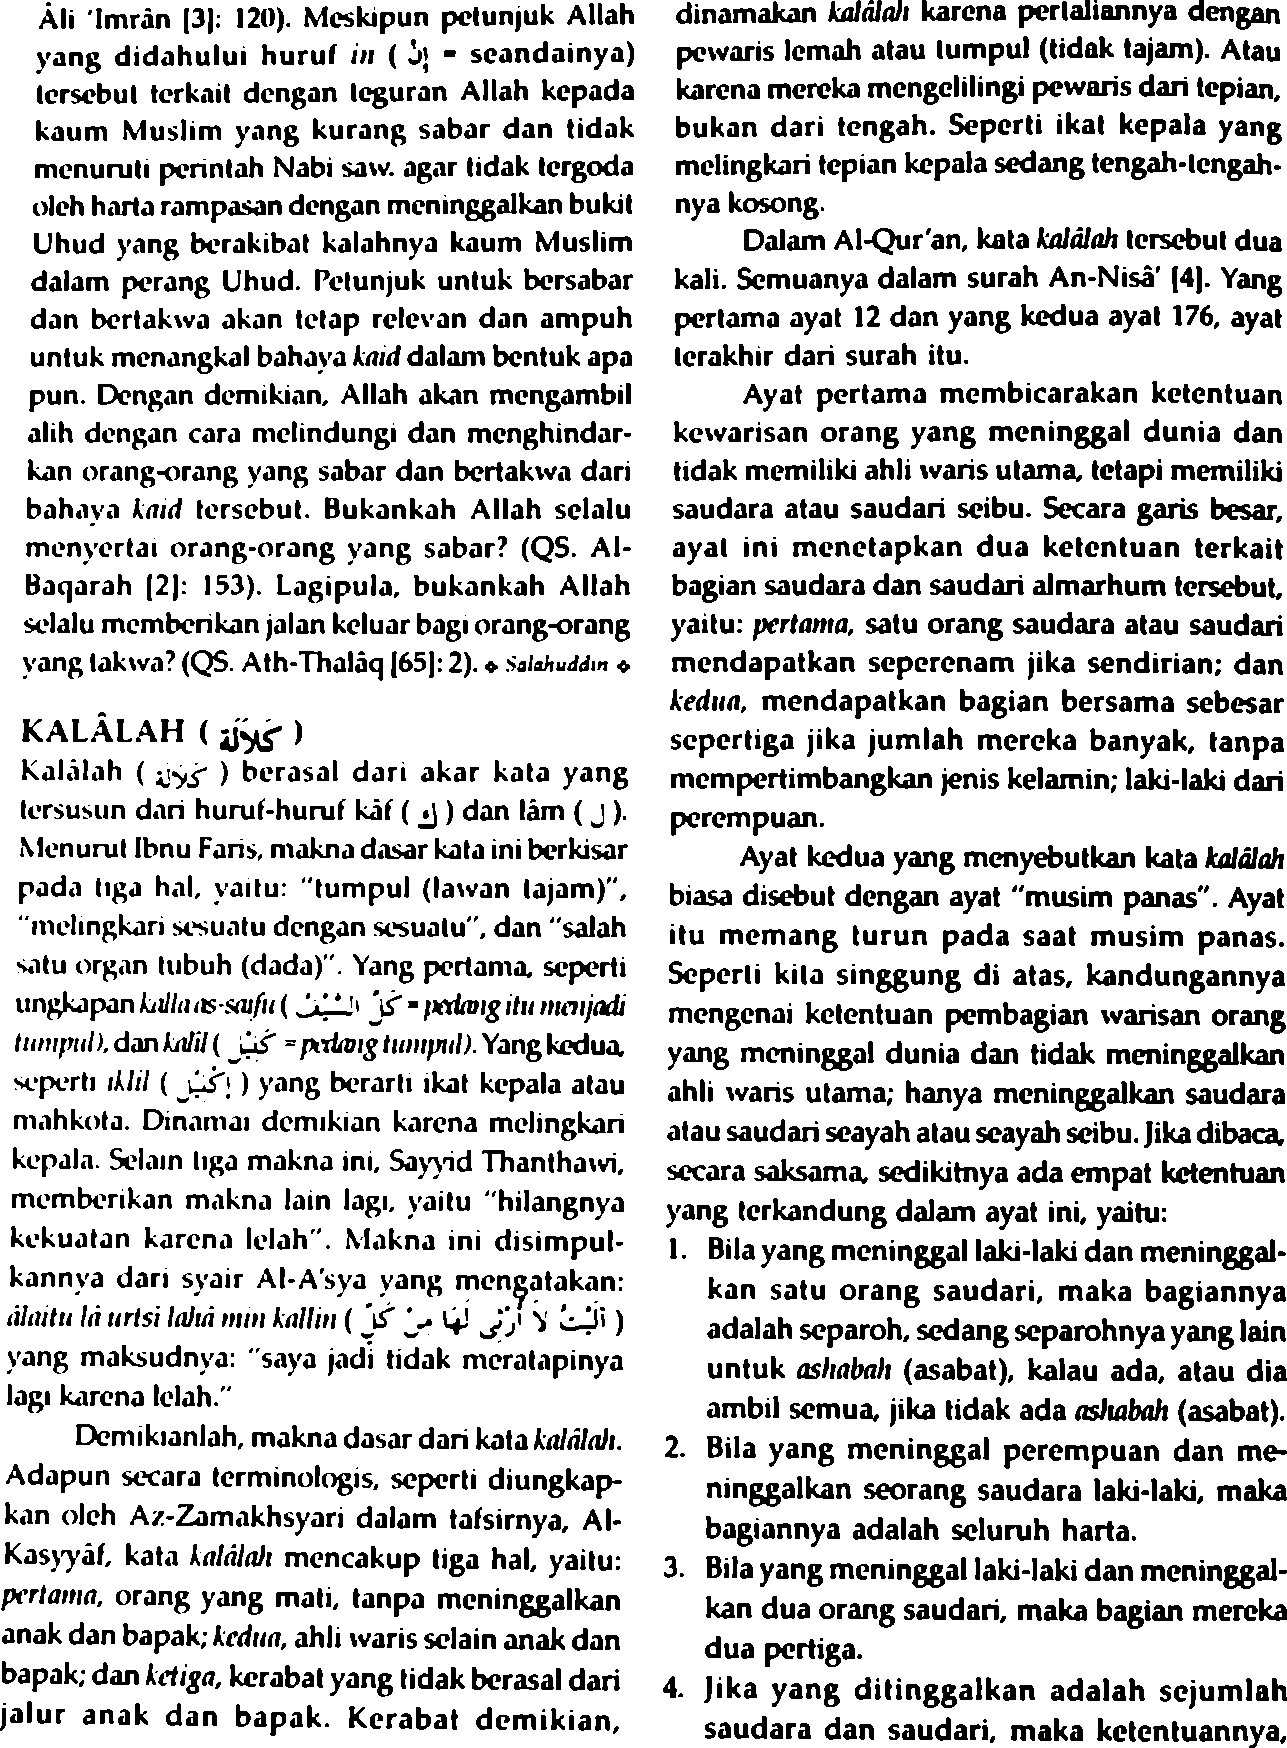 Âli 'Imrân [3]: 120). Meskipun petunjuk Allah
yang didahului huruf in ( إِنْ = seandainya)
tersebut terkait dengan teguran Allah kepada
kaum Muslim yang kurang sabar dan tidak
menuruti perintah Nabi saw. agar tidak tergoda
oleh harta rampasan dengan meninggalkan bukit
Uhud yang berakibat kalahnya kaum Muslim
dalam perang Uhud. Petunjuk untuk bersabar
dan bertakwa akan tetap relevan dan ampuh
untuk menangkal bahaya kaid dalam bentuk apa
pun. Dengan demikian, Allah akan mengambil
alih dengan cara melindungi dan menghindar-
kan orang-orang yang sabar dan bertakwa dari
bahaya kaid tersebut. Bukankah Allah selalu
menyertai orang-orang yang sabar? (QS. Al-
Baqarah [2]: 153). Lagipula, bukankah Allah
selalu memberikan jalan keluar bagi orang-orang
yang takwa? (QS. Ath-Thalâq [65]: 2). ❖ Salahuddin ❖
KALÂLAH ( كَلَالَة )
Kalâlah ( كَلَالَة ) berasal dari akar kata yang
tersusun dari huruf-huruf kâf ( ك ) dan lâm ( ل ).
Menurut Ibnu Faris, makna dasar kata ini berkisar
pada tiga hal, yaitu: "tumpul (lawan tajam)",
"melingkari sesuatu dengan sesuatu", dan "salah
satu organ tubuh (dada)". Yang pertama, seperti
ungkapan kalla as-saifu ( كَلَّ السَّيْفُ = pedang itu menjadi
tumpul), dan kalîl ( كَلِيْل = pedang tumpul). Yang kedua,
seperti iklîl ( إِكْلِيْل ) yang berarti ikat kepala atau
mahkota. Dinamai demikian karena melingkari
kepala. Selain tiga makna ini, Sayyid Thanthawi,
memberikan makna lain lagi, yaitu "hilangnya
kekuatan karena lelah". Makna ini disimpul-
kannya dari syair Al-A'sya yang mengatakan:
âlaitu lâ urtsi lahâ min kallin ( آلَيْتُ لَا أَرْثِى لَهَا مِنْ كَلٍّ )
yang maksudnya: "saya jadi tidak meratapinya
lagi karena lelah."
Demikianlah, makna dasar dari kata kalâlah.
Adapun secara terminologis, seperti diungkap-
kan oleh Az-Zamakhsyari dalam tafsirnya, Al-
Kasyyâf, kata kalâlah mencakup tiga hal, yaitu:
pertama, orang yang mati, tanpa meninggalkan
anak dan bapak; kedua, ahli waris selain anak dan
bapak; dan ketiga, kerabat yang tidak berasal dari
jalur anak dan bapak. Kerabat demikian,
dinamakan kalâlah karena pertaliannya dengan
pewaris lemah atau tumpul (tidak tajam). Atau
karena mereka mengelilingi pewaris dari tepian,
bukan dari tengah. Seperti ikat kepala yang
melingkari tepian kepala sedang tengah-tengah-
nya kosong.
Dalam Al-Qur'an, kata kalâlah tersebut dua
kali. Semuanya dalam surah An-Nisâ' [4]. Yang
pertama ayat 12 dan yang kedua ayat 176, ayat
terakhir dari surah itu.
Ayat pertama membicarakan ketentuan
kewarisan orang yang meninggal dunia dan
tidak memiliki ahli waris utama, tetapi memiliki
saudara atau saudari seibu. Secara garis besar,
ayat ini menetapkan dua ketentuan terkait
bagian saudara dan saudari almarhum tersebut,
yaitu: pertama, satu orang saudara atau saudari
mendapatkan seperenam jika sendirian; dan
kedua, mendapatkan bagian bersama sebesar
sepertiga jika jumlah mereka banyak, tanpa
mempertimbangkan jenis kelamin; laki-laki dari
perempuan.
Ayat kedua yang menyebutkan kata kalâlah
biasa disebut dengan ayat "musim panas". Ayat
itu memang turun pada saat musim panas.
Seperti kita singgung di atas, kandungannya
mengenai ketentuan pembagian warisan orang
yang meninggal dunia dan tidak meninggalkan
ahli waris utama; hanya meninggalkan saudara
atau saudari seayah atau seayah seibu. Jika dibaca,
secara saksama, sedikitnya ada empat ketentuan
yang terkandung dalam ayat ini, yaitu:
1. Bila yang meninggal laki-laki dan meninggal-
kan satu orang saudari, maka bagiannya
adalah separoh, sedang separohnya yang lain
untuk ashabah (asabat), kalau ada, atau dia
ambil semua, jika tidak ada ashabah (asabat).
2. Bila yang meninggal perempuan dan me-
ninggalkan seorang saudara laki-laki, maka
bagiannya adalah seluruh harta.
3. Bila yang meninggal laki-laki dan meninggal-
kan dua orang saudari, maka bagian mereka
dua pertiga.
4. Jika yang ditinggalkan adalah sejumlah
saudara dan saudari, maka ketentuannya,